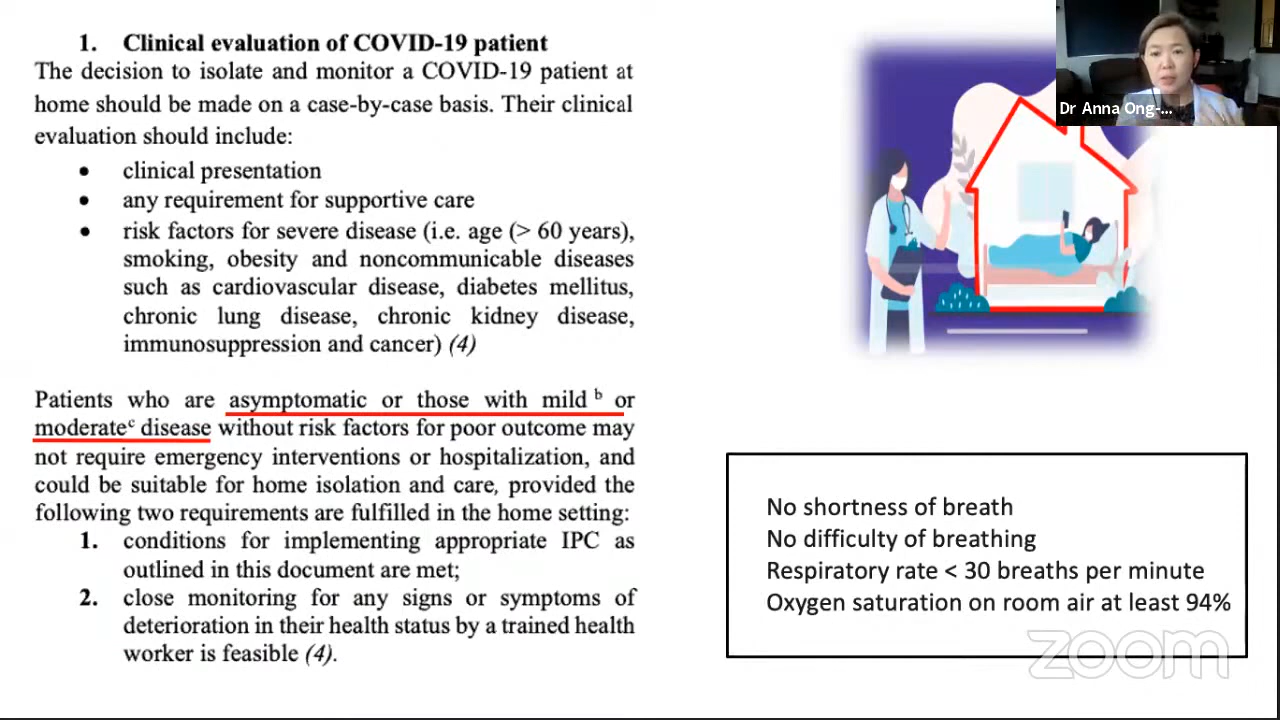 1. Clinical evaluation of COVID-19 patient
The decision to isolate and monitor a COVID-19 patient at
home should be made on a case-by-case basis. Their clinical
evaluation should include:
• clinical presentation
• any requirement for supportive care
• risk factors for severe disease (i.e. age (> 60 years),
smoking, obesity and noncommunicable diseases
such as cardiovascular disease, diabetes mellitus,
chronic lung disease, chronic kidney disease,
immunosuppression and cancer) (4)
Patients who are asymptomatic or those with mild b or
moderatec disease without risk factors for poor outcome may
not require emergency interventions or hospitalization, and
could be suitable for home isolation and care, provided the
following two requirements are fulfilled in the home setting:
1. conditions for implementing appropriate IPC as
outlined in this document are met;
2. close monitoring for any signs or symptoms of
deterioration in their health status by a trained health
worker is feasible (4).
Dr Anna Ong-...
No shortness of breath
No difficulty of breathing
Respiratory rate < 30 breaths per minute
Oxygen saturation on room air at least 94%
zoom